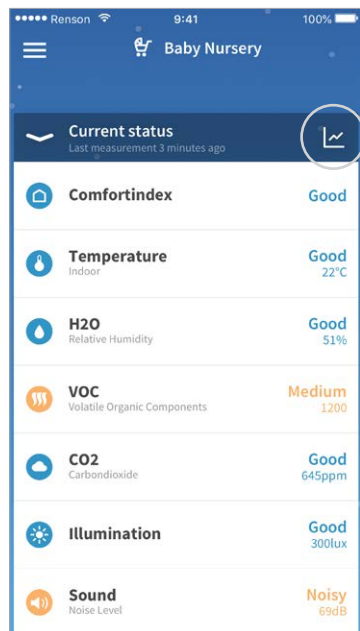 Renson 9:41 100%
Baby Nursery
Current status
Last measurement 3 minutes ago
Comfortindex Good
Temperature Good
Indoor 22°C
H2O Good
Relative Humidity 51%
VOC Medium
Volatile Organic Components 1200
CO2 Good
Carbondioxide 645ppm
Illumination Good
300lux
Sound Noisy
Noise Level 69dB